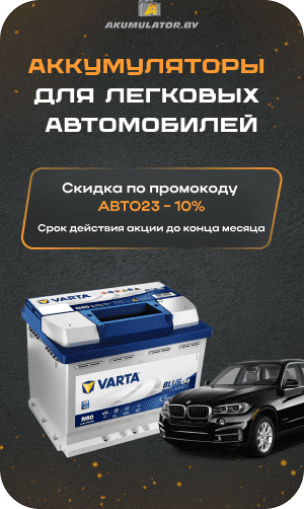 AKUMULATOR.BY
АККУМУЛЯТОРЫ
ДЛЯ ЛЕГКОВЫХ
АВТОМОБИЛЕЙ
Скидка по промокоду
АВТО23 - 10%
Срок действия акции до конца месяца
VARTA
N60
VARTA
BLUE
N60